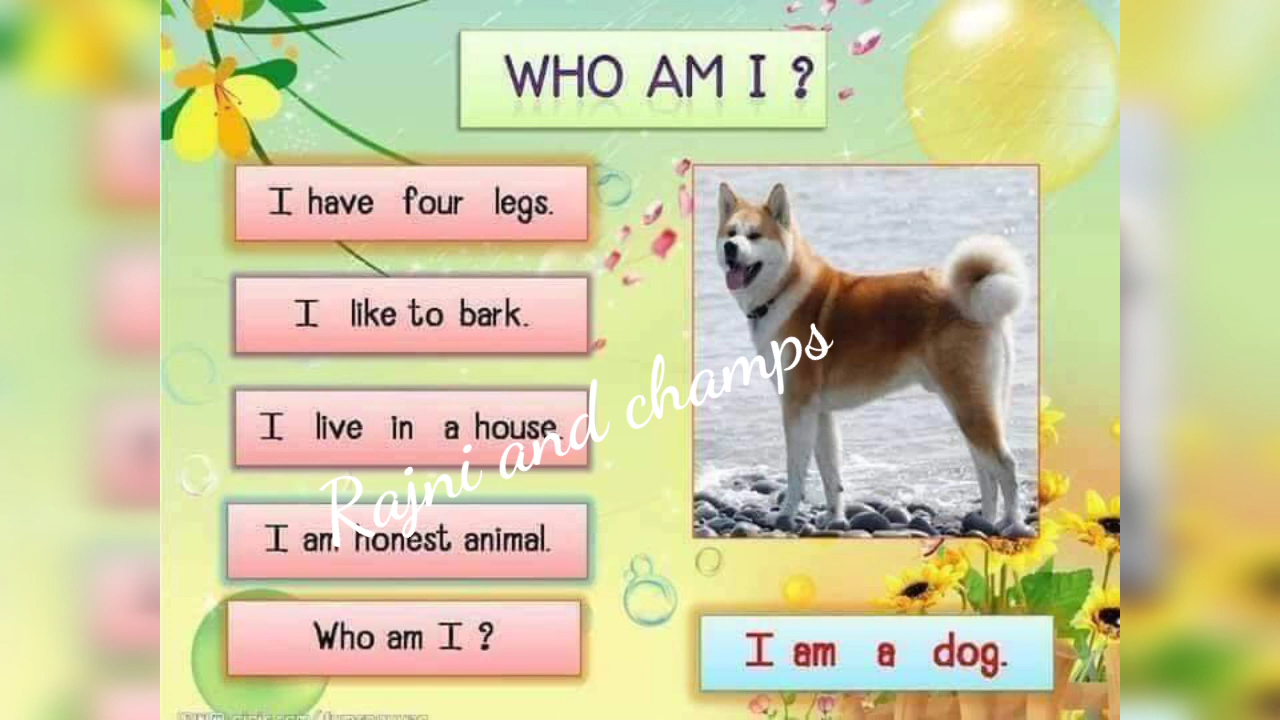 WHO AM I ?
I have four legs.
I like to bark.
I live in a house.
I am honest animal.
Who am I ?
I am a dog.
Rajni and champs